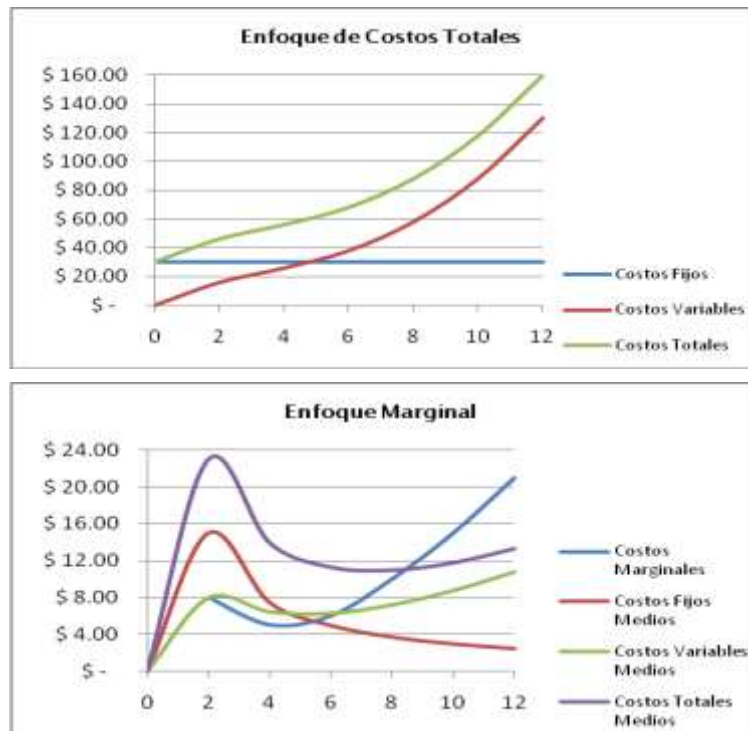 Enfoque de Costos Totales
$ 160.00
$ 140.00
$ 120.00
$ 100.00
$ 80.00
$ 60.00
$ 40.00
$ 20.00
$ -
0 2 4 6 8 10 12
Costos Fijos
Costos Variables
Costos Totales
Enfoque Marginal
$ 24.00
$ 20.00
$ 16.00
$ 12.00
$ 8.00
$ 4.00
$ -
0 2 4 6 8 10 12
Costos
Marginales
Costos Fijos
Medios
Costos Variables
Medios
Costos Totales
Medios